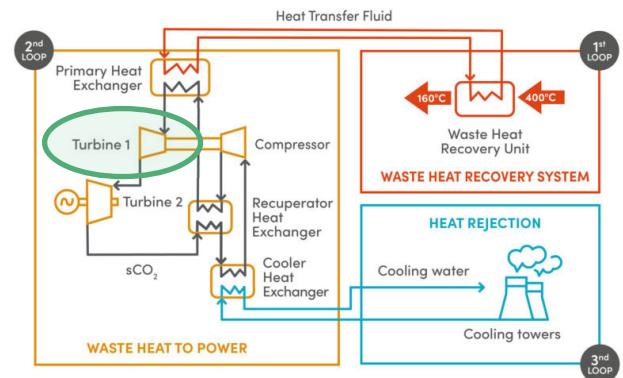 Heat Transfer Fluid
2nd
LOOP
1st
LOOP
Primary Heat
Exchanger
160°C
400°C
Waste Heat
Recovery Unit
WASTE HEAT RECOVERY SYSTEM
Turbine 1
Compressor
Turbine 2
Recuperator
Heat
Exchanger
sCO2
Cooler
Heat
Exchanger
WASTE HEAT TO POWER
HEAT REJECTION
Cooling water
Cooling towers
3nd
LOOP